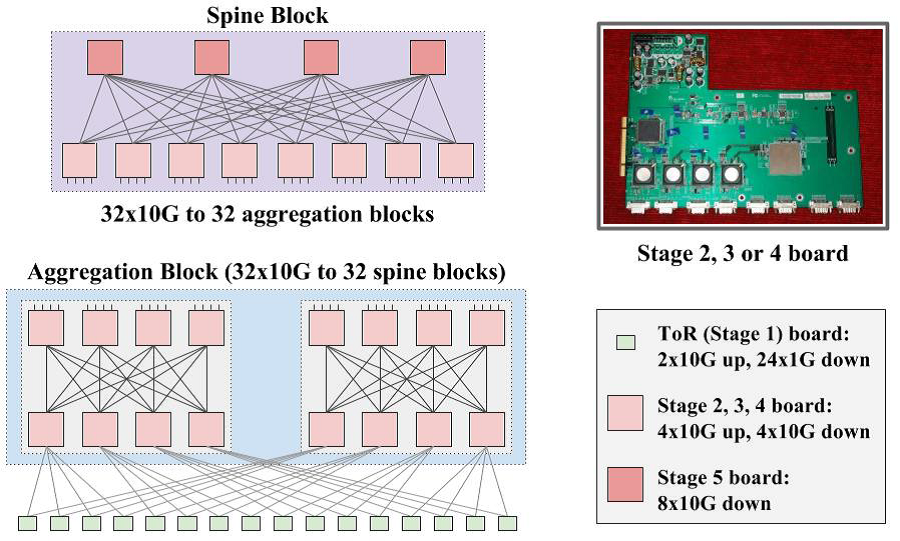 Spine Block
32x10G to 32 aggregation blocks
Stage 2, 3 or 4 board
Aggregation Block (32x10G to 32 spine blocks)
ToR (Stage 1) board:
2x10G up, 24x1G down
Stage 2, 3, 4 board:
4x10G up, 4x10G down
Stage 5 board:
8x10G down